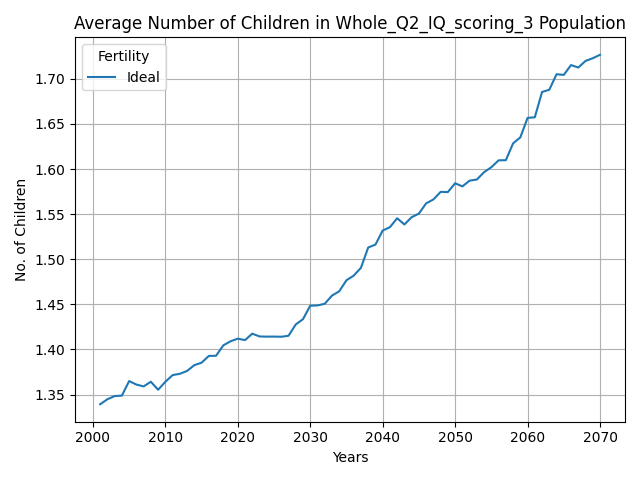 Average Number of Children in Whole_Q2_IQ_scoring_3 Population
Fertility
Ideal
No. of Children
1.70
1.65
1.60
1.55
1.50
1.45
1.40
1.35
2000 2010 2020 2030 2040 2050 2060 2070
Years